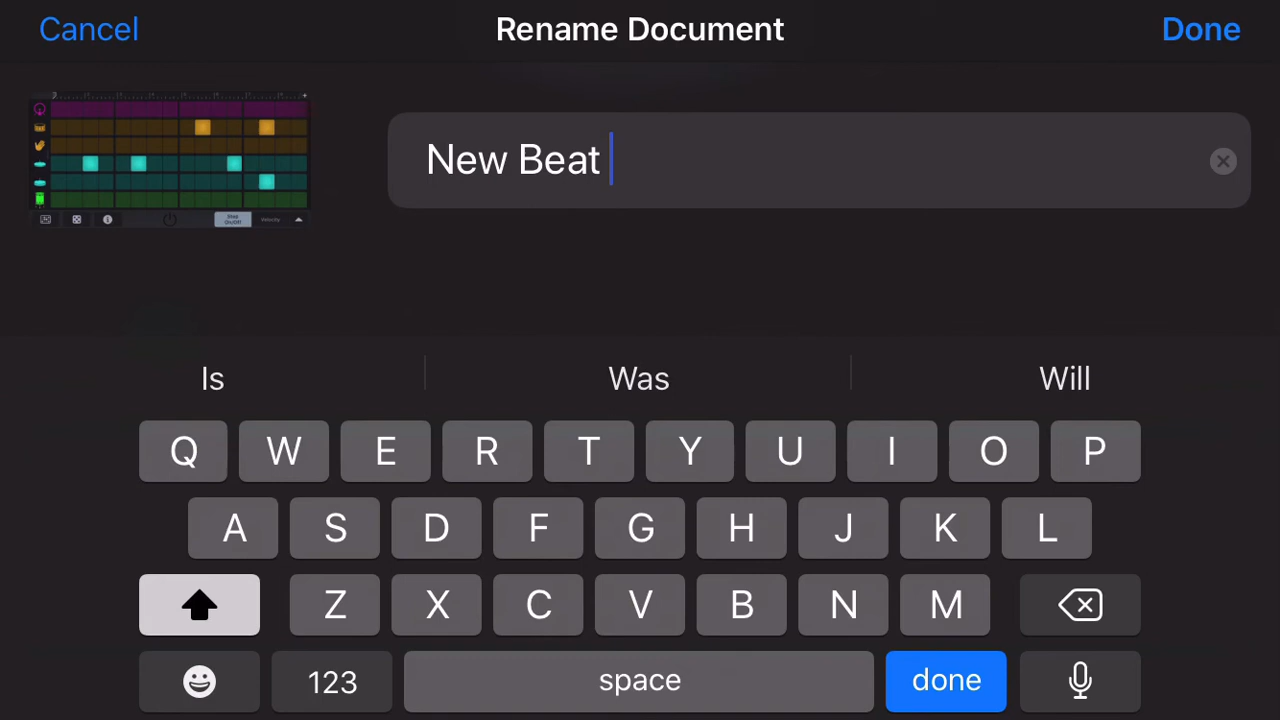 Cancel Rename Document Done
New Beat
Is Was Will
Q W E R T Y U I O P
A S D F G H J K L
Z X C V B N M
123 space done